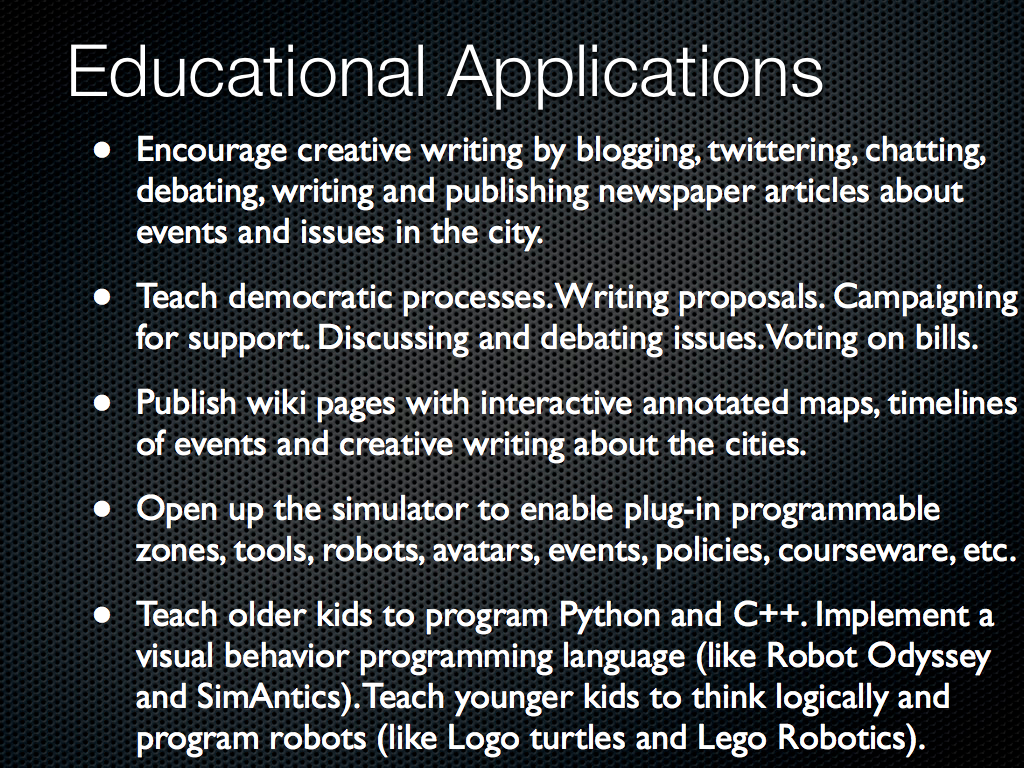 Educational Applications
• Encourage creative writing by blogging, twittering, chatting,
debating, writing and publishing newspaper articles about
events and issues in the city.
• Teach democratic processes. Writing proposals. Campaigning
for support. Discussing and debating issues. Voting on bills.
• Publish wiki pages with interactive annotated maps, timelines
of events and creative writing about the cities.
• Open up the simulator to enable plug-in programmable
zones, tools, robots, avatars, events, policies, courseware, etc.
• Teach older kids to program Python and C++. Implement a
visual behavior programming language (like Robot Odyssey
and SimAntics). Teach younger kids to think logically and
program robots (like Logo turtles and Lego Robotics).